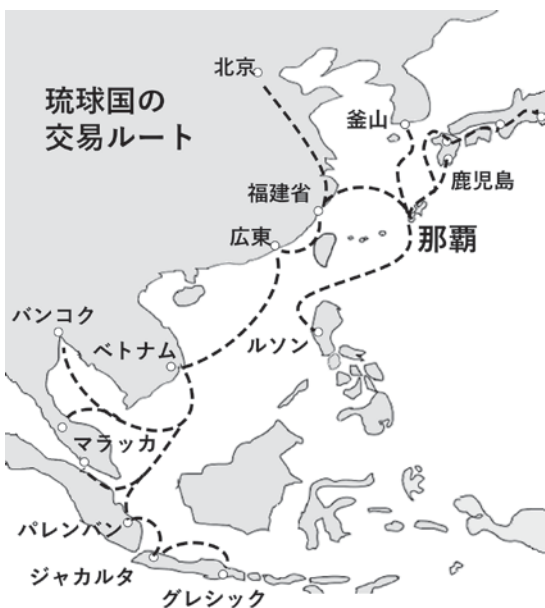 琉球国の
交易ルート
北京
釜山
鹿児島
福建省
広東
那覇
バンコク
ベトナム
ルソン
マラッカ
パレンバン
ジャカルタ
グレシック